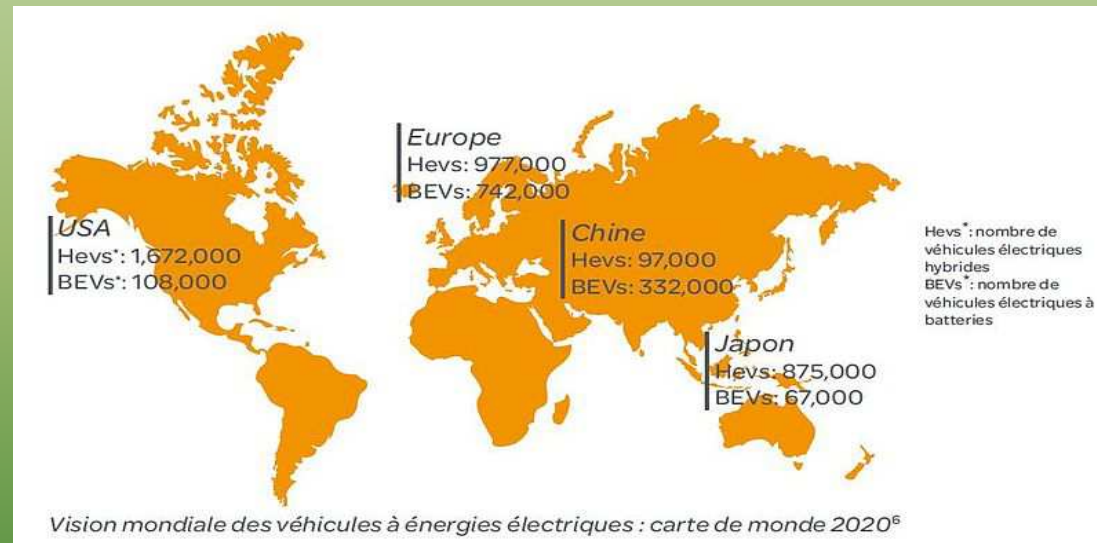 Europe
Hevs: 977,000
BEVs: 742,000
USA
Hevs*: 1,672,000
BEVs*: 108,000
Chine
Hevs: 97,000
BEVs: 332,000
Hevs*: nombre de
véhicules électriques
hybrides
BEVs*: nombre de
véhicules électriques à
batteries
Japon
Hevs: 875,000
BEVs: 67,000
Vision mondiale des véhicules à énergies électriques : carte de monde 2020⁶